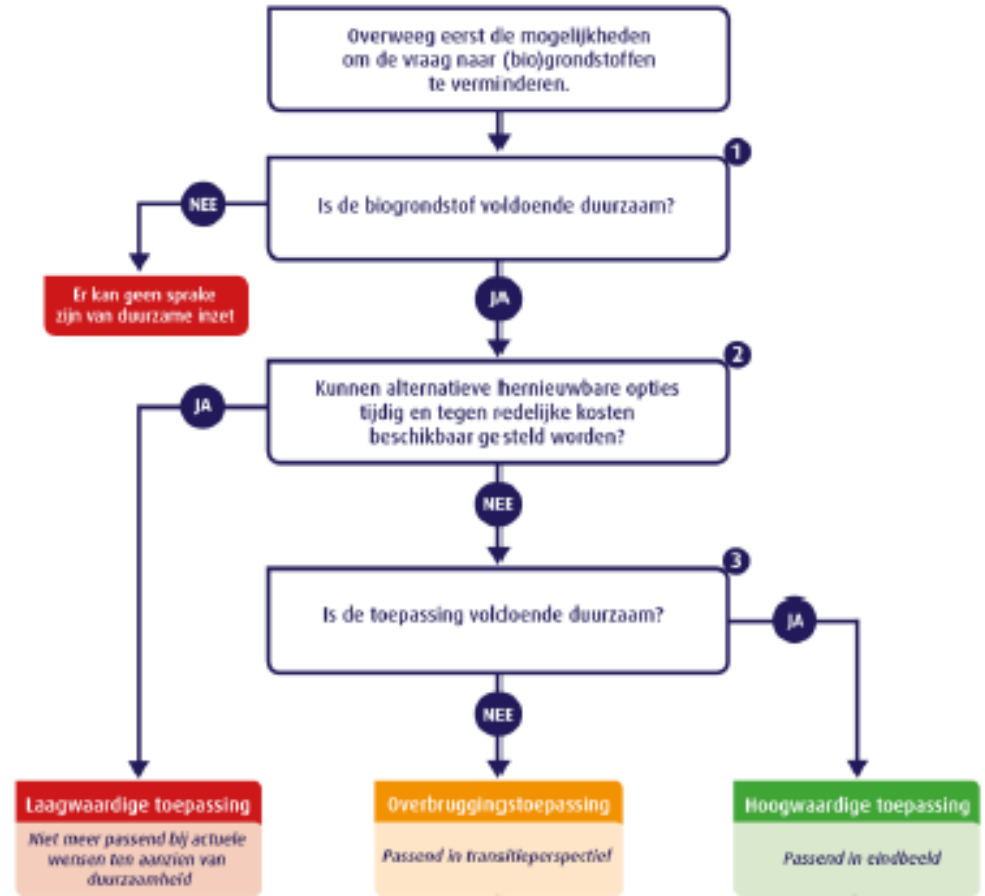 Overweeg eerst die mogelijkheden
om de vraag naar (bio)grondstoffen
te verminderen.
1
Is de biogrondstof voldoende duurzaam?
NEE
Er kan geen sprake
zijn van duurzame inzet
JA
2
Kunnen alternatieve hernieuwbare opties
tijdig en tegen redelijke kosten
beschikbaar gesteld worden?
JA
NEE
3
Is de toepassing voldoende duurzaam?
JA
NEE
Laagwaardige toepassing
Niet meer passend bij actuele
wensen ten aanzien van
duurzaamheid
Overbruggingstoepassing
Passend in transitieperspectief
Hoogwaardige toepassing
Passend in eindbeeld